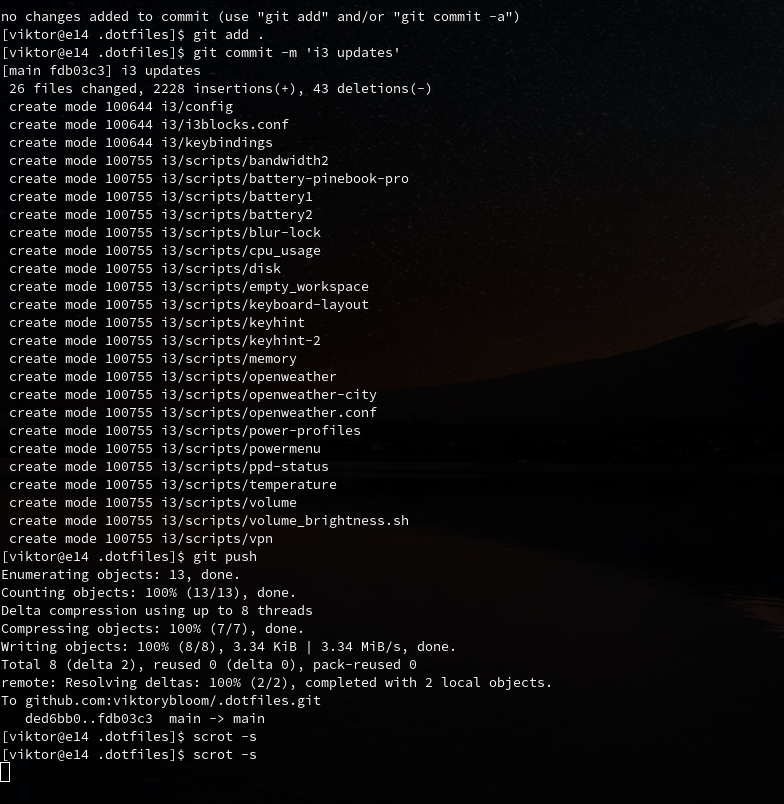 no changes added to commit (use "git add" and/or "git commit -a")
[viktor@e14 .dotfiles]$ git add .
[viktor@e14 .dotfiles]$ git commit -m 'i3 updates'
[main fdb03c3] i3 updates
 26 files changed, 2228 insertions(+), 43 deletions(-)
 create mode 100644 i3/config
 create mode 100644 i3/i3blocks.conf
 create mode 100644 i3/keybindings
 create mode 100755 i3/scripts/bandwidth2
 create mode 100755 i3/scripts/battery-pinebook-pro
 create mode 100755 i3/scripts/battery1
 create mode 100755 i3/scripts/battery2
 create mode 100755 i3/scripts/blur-lock
 create mode 100755 i3/scripts/cpu_usage
 create mode 100755 i3/scripts/disk
 create mode 100755 i3/scripts/empty_workspace
 create mode 100755 i3/scripts/keyboard-layout
 create mode 100755 i3/scripts/keyhint
 create mode 100755 i3/scripts/keyhint-2
 create mode 100755 i3/scripts/memory
 create mode 100755 i3/scripts/openweather
 create mode 100755 i3/scripts/openweather-city
 create mode 100755 i3/scripts/openweather.conf
 create mode 100755 i3/scripts/power-profiles
 create mode 100755 i3/scripts/powermenu
 create mode 100755 i3/scripts/ppd-status
 create mode 100755 i3/scripts/temperature
 create mode 100755 i3/scripts/volume
 create mode 100755 i3/scripts/volume_brightness.sh
 create mode 100755 i3/scripts/vpn
[viktor@e14 .dotfiles]$ git push
Enumerating objects: 13, done.
Counting objects: 100% (13/13), done.
Delta compression using up to 8 threads
Compressing objects: 100% (7/7), done.
Writing objects: 100% (8/8), 3.34 KiB | 3.34 MiB/s, done.
Total 8 (delta 2), reused 0 (delta 0), pack-reused 0
remote: Resolving deltas: 100% (2/2), completed with 2 local objects.
To github.com:viktorybloom/.dotfiles.git
   ded6bb0..fdb03c3  main -> main
[viktor@e14 .dotfiles]$ scrot -s
[viktor@e14 .dotfiles]$ scrot -s